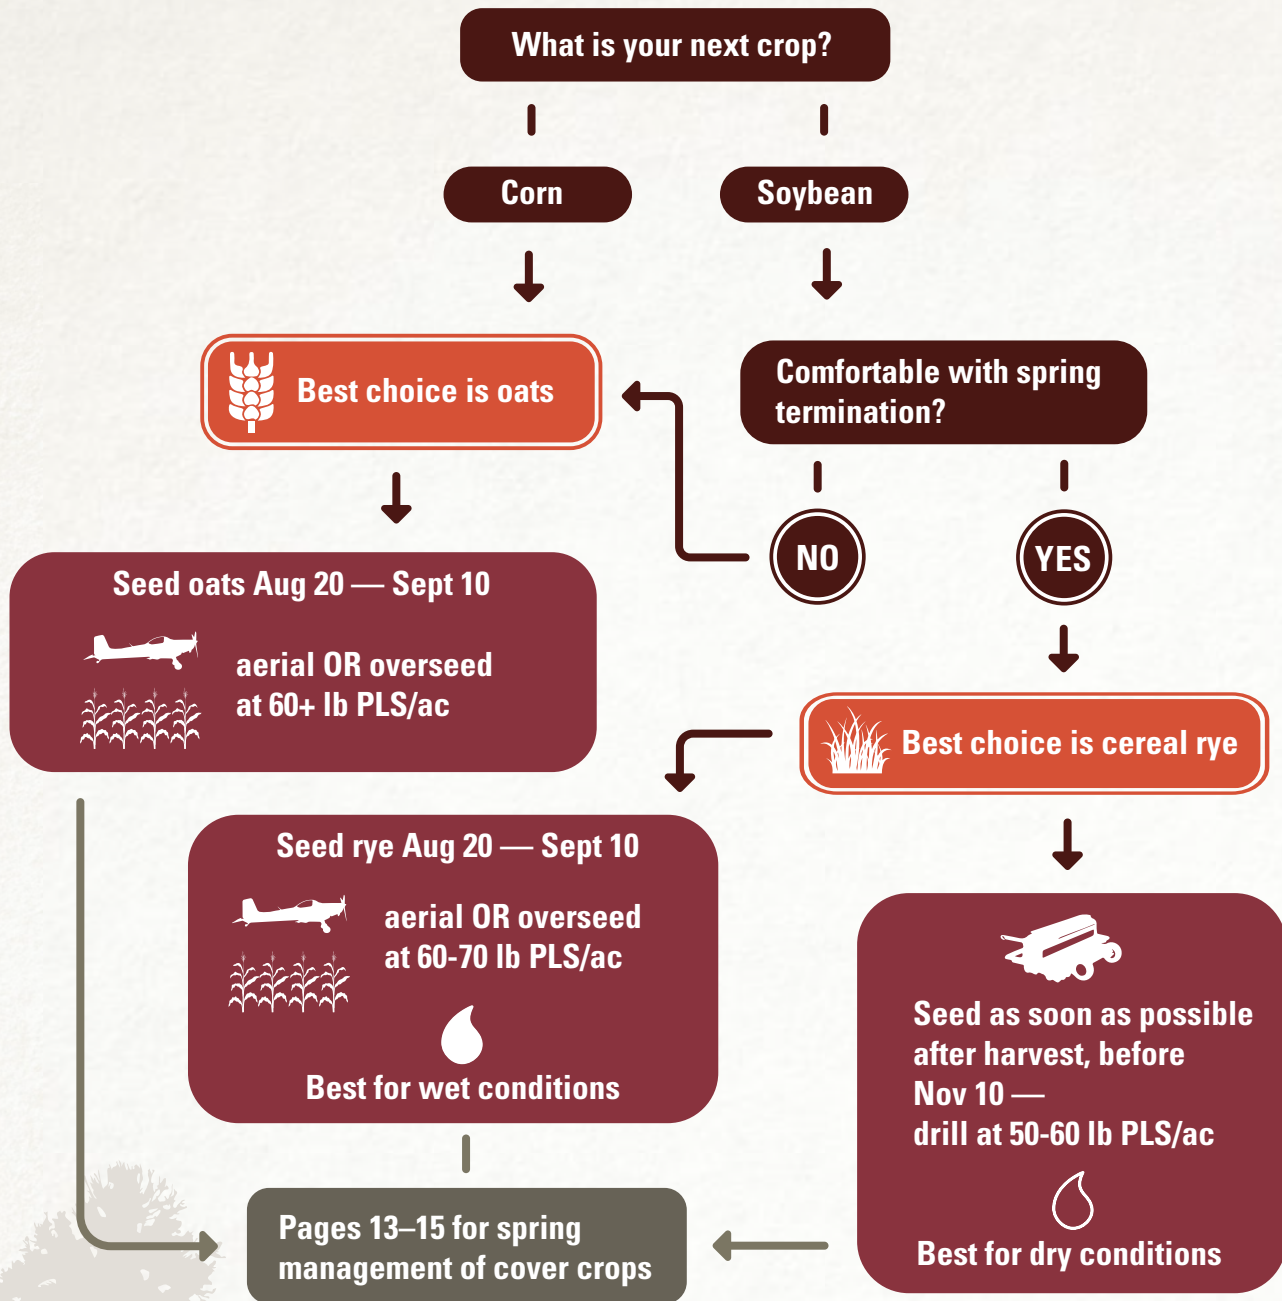 What is your next crop?
Corn
Soybean
Best choice is oats
Comfortable with spring
termination?
NO
YES
Seed oats Aug 20 — Sept 10
aerial OR overseed
at 60+ lb PLS/ac
Best choice is cereal rye
Seed rye Aug 20 — Sept 10
aerial OR overseed
at 60-70 lb PLS/ac
Best for wet conditions
Seed as soon as possible
after harvest, before
Nov 10 —
drill at 50-60 lb PLS/ac
Best for dry conditions
Pages 13–15 for spring
management of cover crops